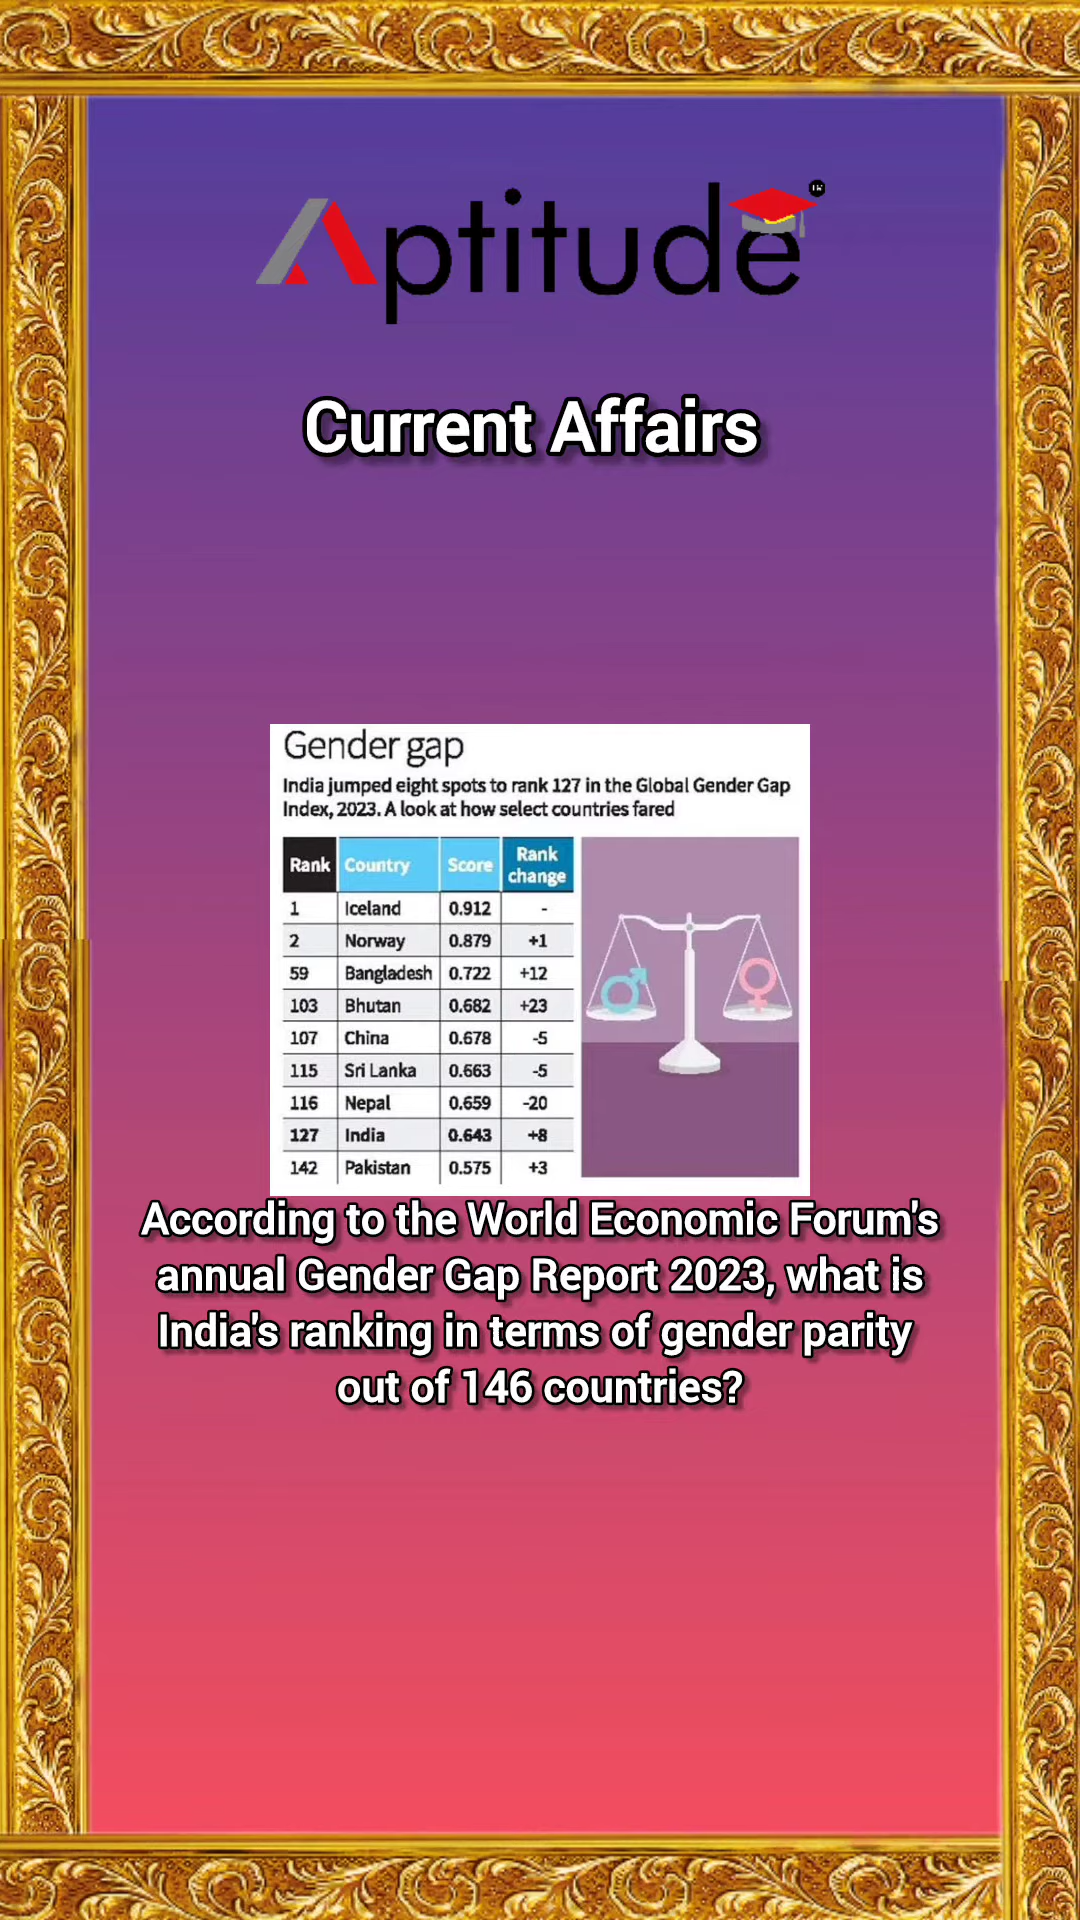 Aptitude
Current Affairs
Gender gap
India jumped eight spots to rank 127 in the Global Gender Gap
Index, 2023. A look at how select countries fared
Rank Country Score Rank change
1 Iceland 0.912 -
2 Norway 0.879 +1
59 Bangladesh 0.722 +12
103 Bhutan 0.682 +23
107 China 0.678 -5
115 Sri Lanka 0.663 -5
116 Nepal 0.659 -20
127 India 0.643 +8
142 Pakistan 0.575 +3
According to the World Economic Forum's
annual Gender Gap Report 2023, what is
India's ranking in terms of gender parity
out of 146 countries?